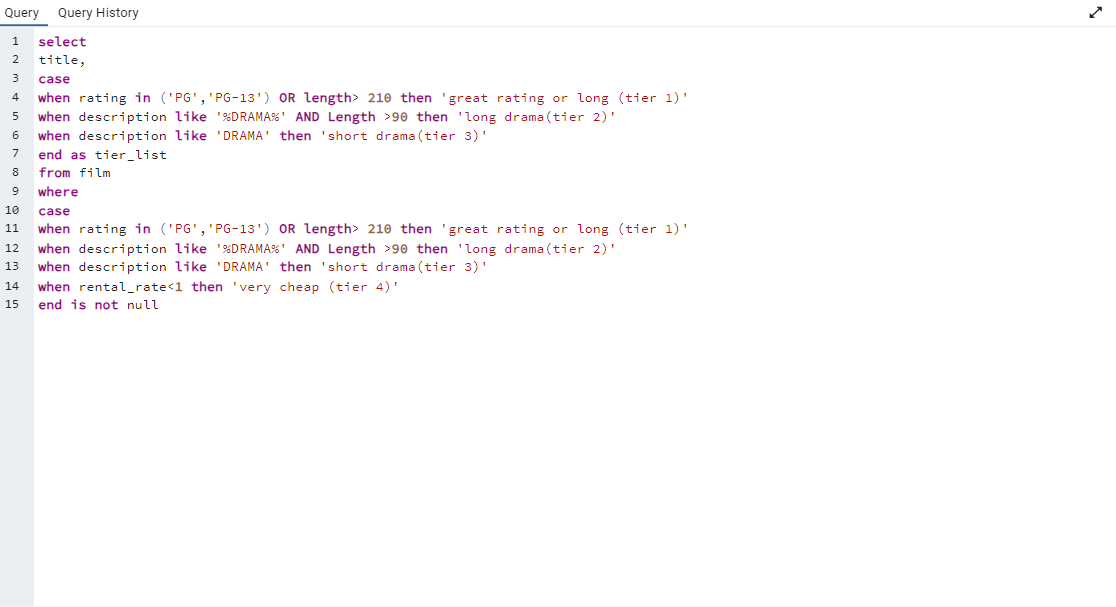 Query Query History
1 select
2 title,
3 case
4 when rating in ('PG','PG-13') OR length> 210 then 'great rating or long (tier 1)'
5 when description like '%DRAMA%' AND Length >90 then 'long drama(tier 2)'
6 when description like 'DRAMA' then 'short drama(tier 3)'
7 end as tier_list
8 from film
9 where
10 case
11 when rating in ('PG','PG-13') OR length> 210 then 'great rating or long (tier 1)'
12 when description like '%DRAMA%' AND Length >90 then 'long drama(tier 2)'
13 when description like 'DRAMA' then 'short drama(tier 3)'
14 when rental_rate<1 then 'very cheap (tier 4)'
15 end is not null